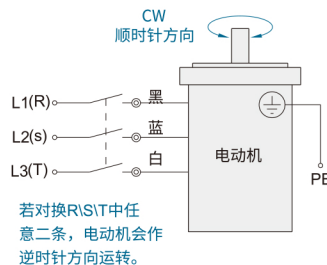 CW
顺时针方向
L1(R)
黑
L2(s)
蓝
L3(T)
白
电动机
PE
若对换R\S\T中任
意二条，电动机会作
逆时针方向运转。